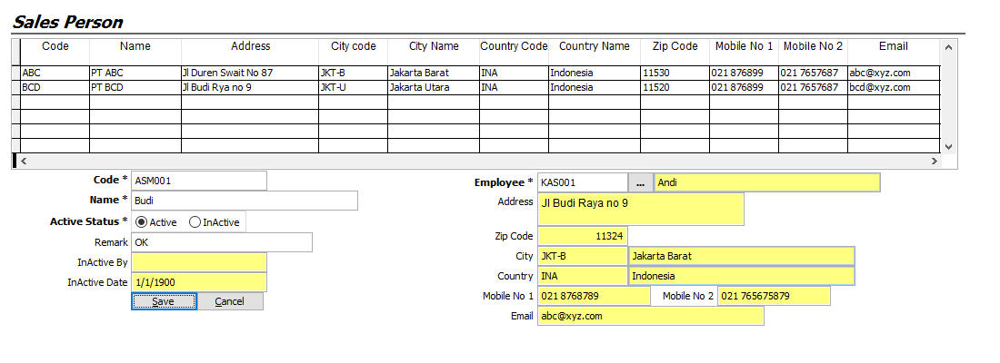 Sales Person
Code Name Address City code City Name Country Code Country Name Zip Code Mobile No 1 Mobile No 2 Email
ABC PT ABC Jl Duren Swait No 87 JKT-B Jakarta Barat INA Indonesia 11530 021 876899 021 7657687 abc@xyz.com
BCD PT BCD Jl Budi Rya no 9 JKT-U Jakarta Utara INA Indonesia 11520 021 876899 021 7657687 bcd@xyz.com
Code * ASM001
Name * Budi
Active Status * Active InActive
Remark OK
InActive By
InActive Date 1/1/1900
Save Cancel
Employee * KAS001 ... Andi
Address Jl Budi Raya no 9
Zip Code 11324
City JKT-B Jakarta Barat
Country INA Indonesia
Mobile No 1 021 8768789 Mobile No 2 021 765675879
Email abc@xyz.com